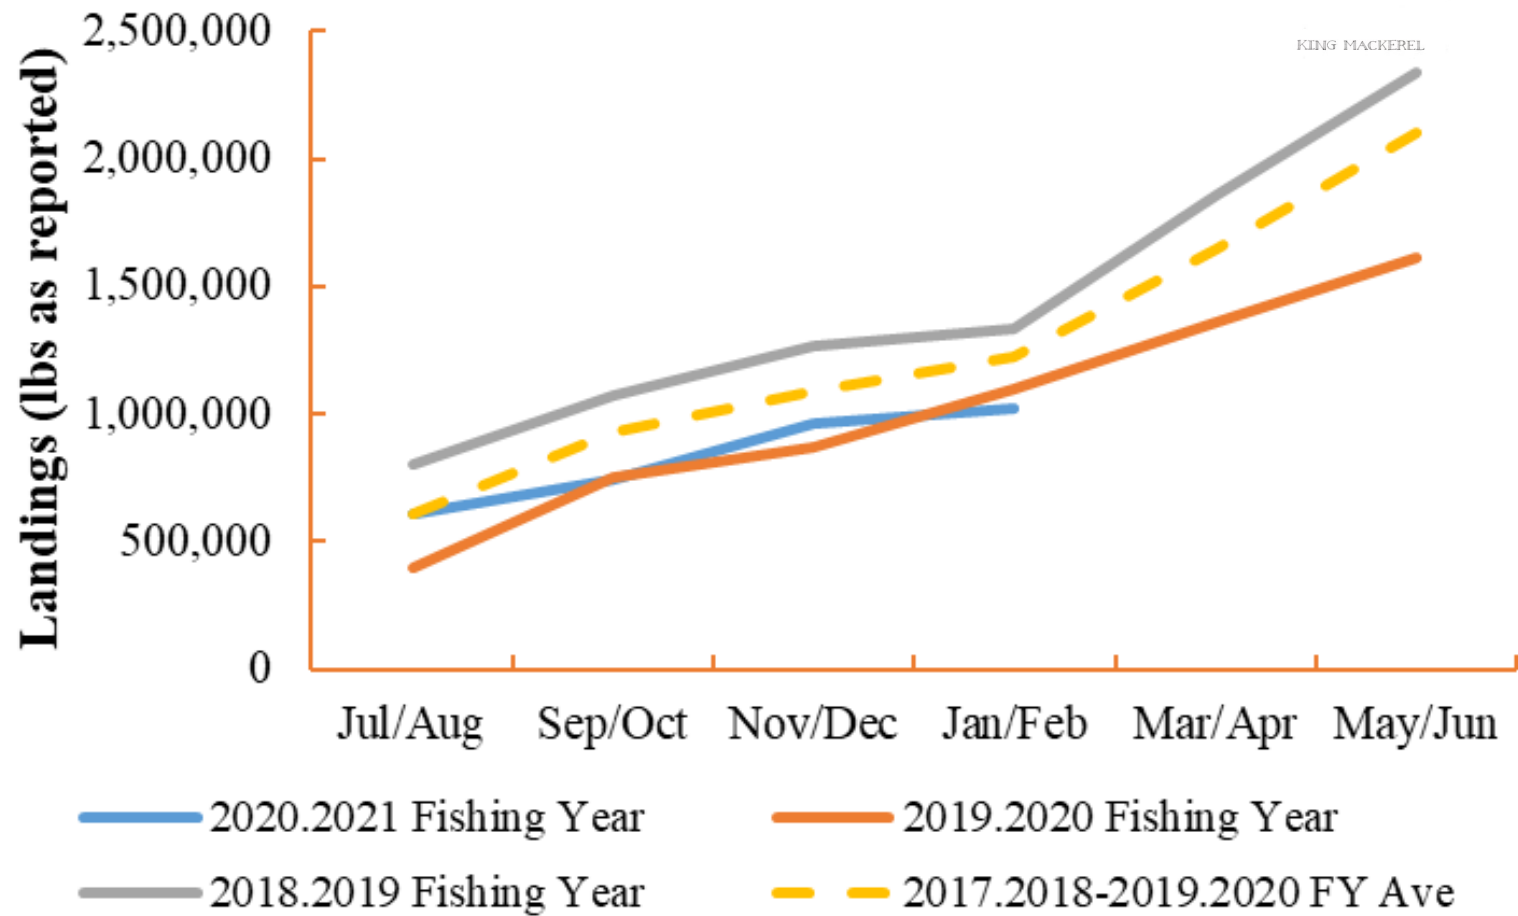 KING MACKEREL
Landings (lbs as reported)
2,500,000
2,000,000
1,500,000
1,000,000
500,000
0
Jul/Aug Sep/Oct Nov/Dec Jan/Feb Mar/Apr May/Jun
2020.2021 Fishing Year 2019.2020 Fishing Year
2018.2019 Fishing Year 2017.2018-2019.2020 FY Ave